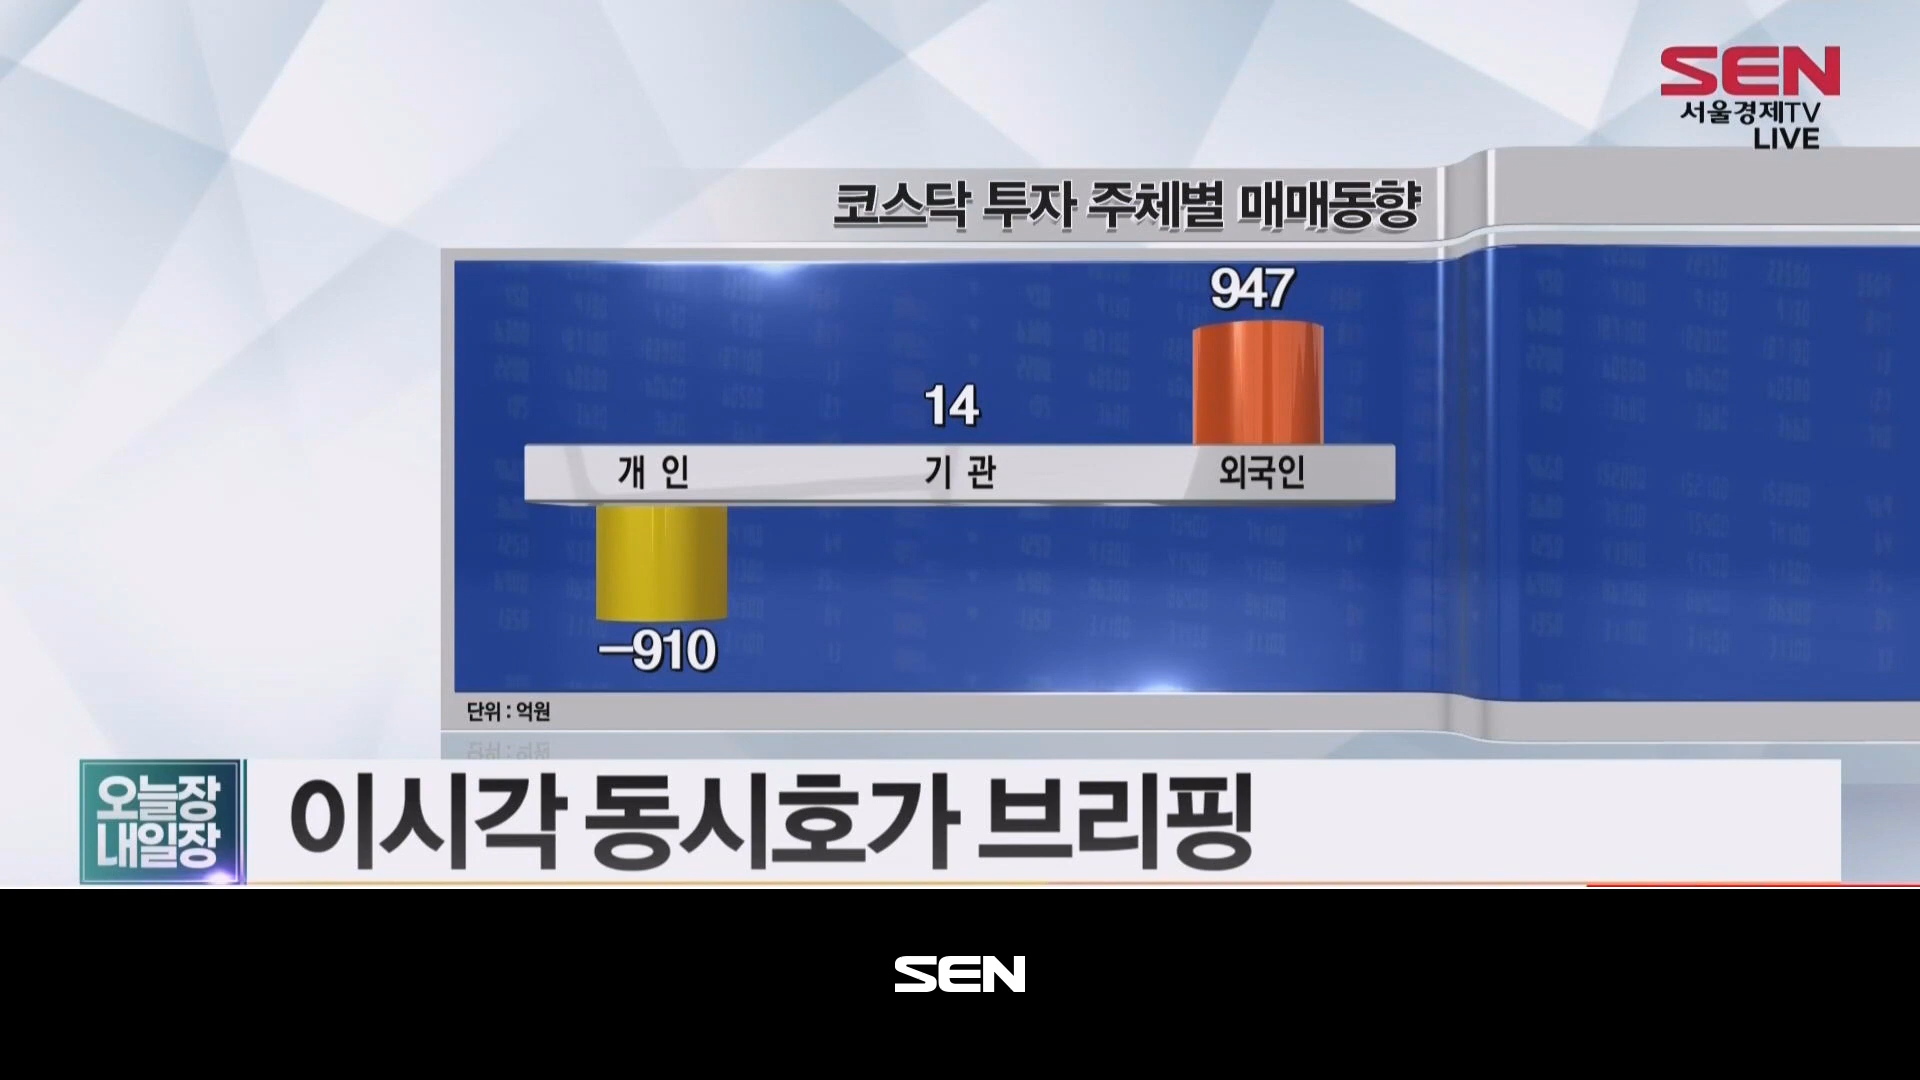 SEN
서울경제TV
LIVE
코스닥 투자 주체별 매매동향
947
14
개 인
기 관
외국인
-910
단위 : 억원
오늘장
내일장
이시각 동시호가 브리핑
SEN